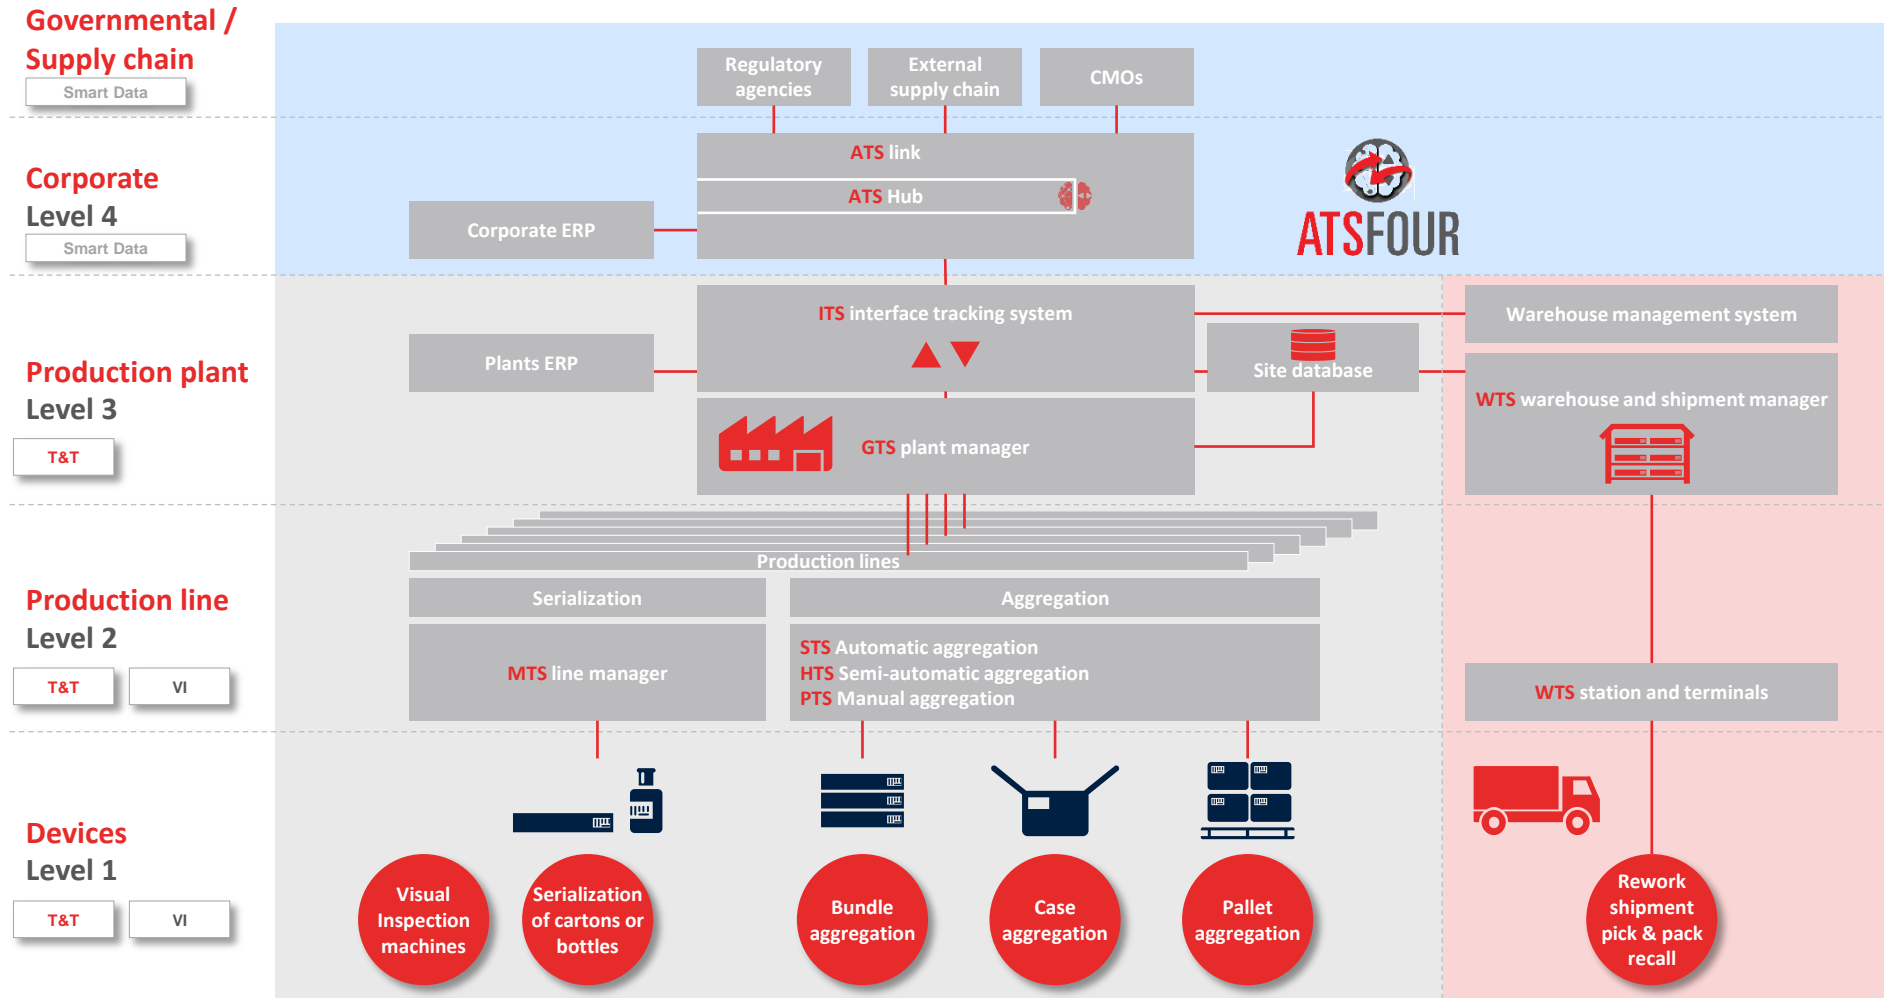 Governmental /
Supply chain
Smart Data
Regulatory
agencies
External
supply chain
CMOs
Corporate
Level 4
Smart Data
ATS link
ATS Hub
Corporate ERP
ATSFOUR
Production plant
Level 3
T&T
ITS interface tracking system
Plants ERP
Site database
GTS plant manager
Warehouse management system
WTS warehouse and shipment manager
Production line
Level 2
T&T
VI
Production lines
Serialization
Aggregation
MTS line manager
STS Automatic aggregation
HTS Semi-automatic aggregation
PTS Manual aggregation
WTS station and terminals
Devices
Level 1
T&T
VI
Visual
Inspection
machines
Serialization
of cartons or
bottles
Bundle
aggregation
Case
aggregation
Pallet
aggregation
Rework
shipment
pick & pack
recall